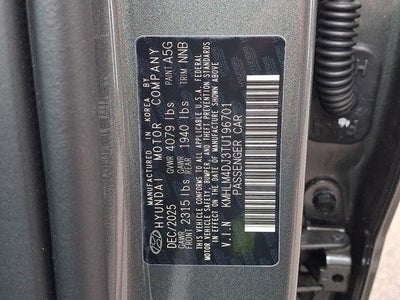 MANUFACTURED IN KOREA BY
HYUNDAI MOTOR COMPANY
DEC/2025 GVWR 4079 lbs PAINT A5G
GAWR FRONT 2315 lbs GAWR REAR 1940 lbs TRIM NNB
THIS VEHICLE CONFORMS TO ALL APPLICABLE U.S.A. FEDERAL
MOTOR VEHICLE SAFETY, BUMPER AND THEFT PREVENTION STANDARDS
IN EFFECT ON THE DATE OF MANUFACTURE SHOWN ABOVE.
V.I.N KMHLM4DJ3TU196701
PASSENGER CAR